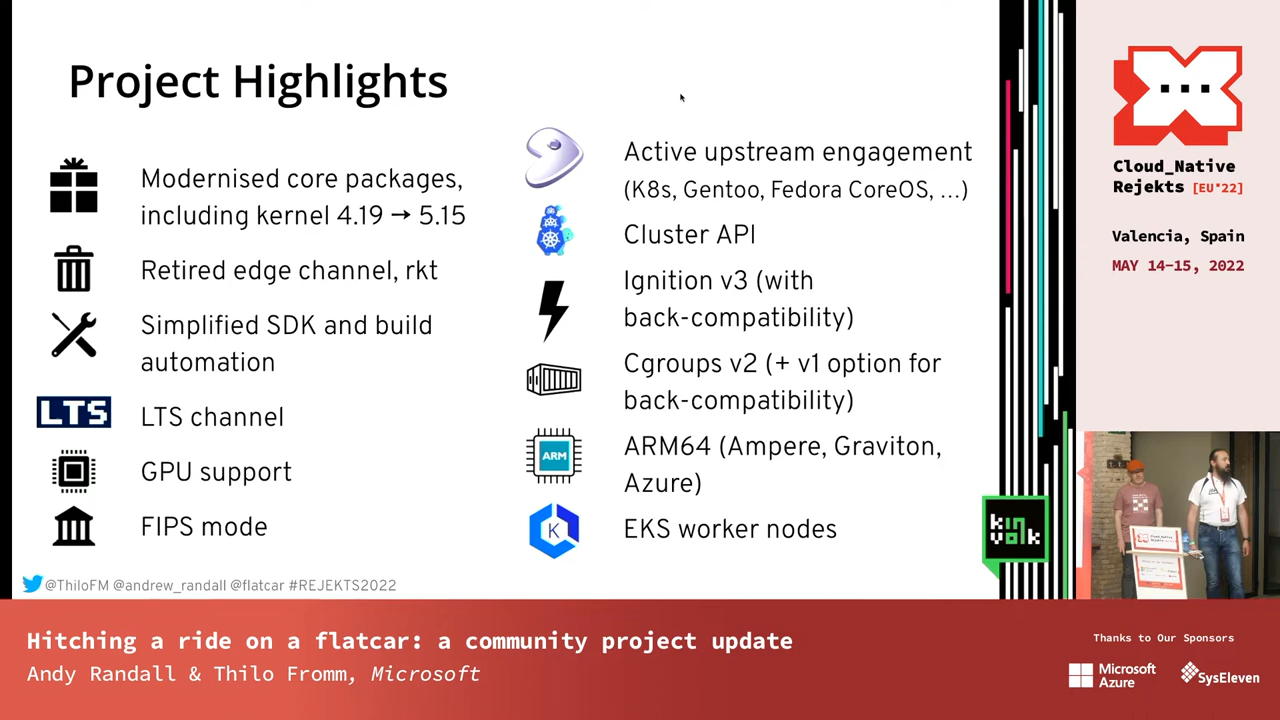 Project Highlights
Modernised core packages,
including kernel 4.19 → 5.15
Retired edge channel, rkt
Simplified SDK and build
automation
LTS
LTS channel
GPU support
FIPS mode
Active upstream engagement
(K8s, Gentoo, Fedora CoreOS, ...)
Cluster API
Ignition v3 (with
back-compatibility)
Cgroups v2 (+ v1 option for
back-compatibility)
ARM
ARM64 (Ampere, Graviton,
Azure)
K
EKS worker nodes
@ThiloFM @andrew_randall @flatcar #REJEKTS2022
kin
volk
Cloud_Native
Rejekts [EU"22]
Valencia, Spain
MAY 14-15, 2022
Hitching a ride on a flatcar: a community project update
Andy Randall & Thilo Fromm, Microsoft
Thanks to Our Sponsors
Microsoft
Azure
SysEleven